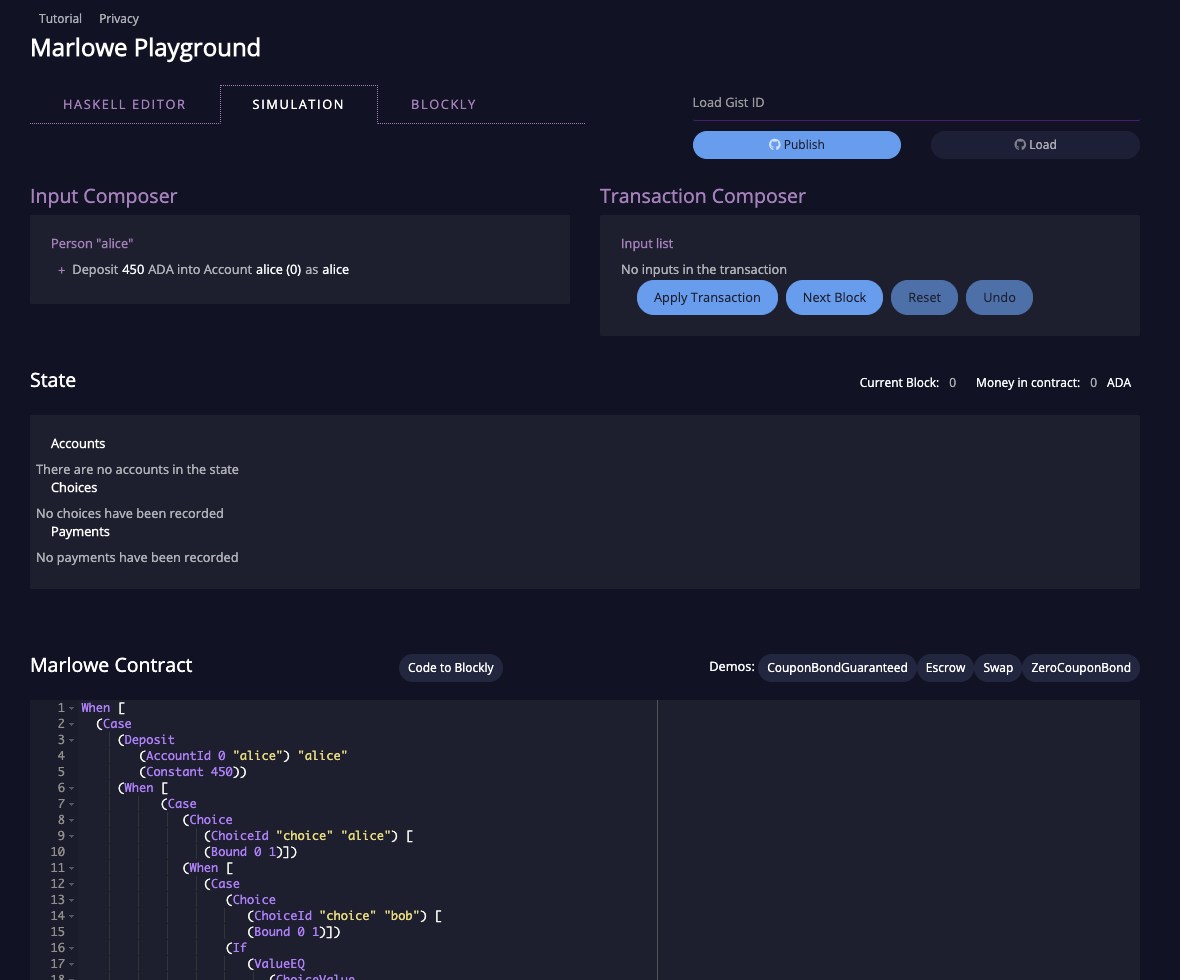 Tutorial Privacy
Marlowe Playground
HASKELL EDITOR SIMULATION BLOCKLY
Load Gist ID
Publish Load
Input Composer
Person "alice"
+ Deposit 450 ADA into Account alice (0) as alice
Transaction Composer
Input list
No inputs in the transaction
Apply Transaction Next Block Reset Undo
State
Current Block: 0 Money in contract: 0 ADA
Accounts
There are no accounts in the state
Choices
No choices have been recorded
Payments
No payments have been recorded
Marlowe Contract
Code to Blockly
Demos: CouponBondGuaranteed Escrow Swap ZeroCouponBond
1 When [
2 (Case
3 (Deposit
4 (AccountId 0 "alice") "alice"
5 (Constant 450))
6 (When [
7 (Case
8 (Choice
9 (ChoiceId "choice" "alice") [
10 (Bound 0 1)])
11 (When [
12 (Case
13 (Choice
14 (ChoiceId "choice" "bob") [
15 (Bound 0 1)])
16 (If
17 (ValueEQ
18 (ChoiceValue